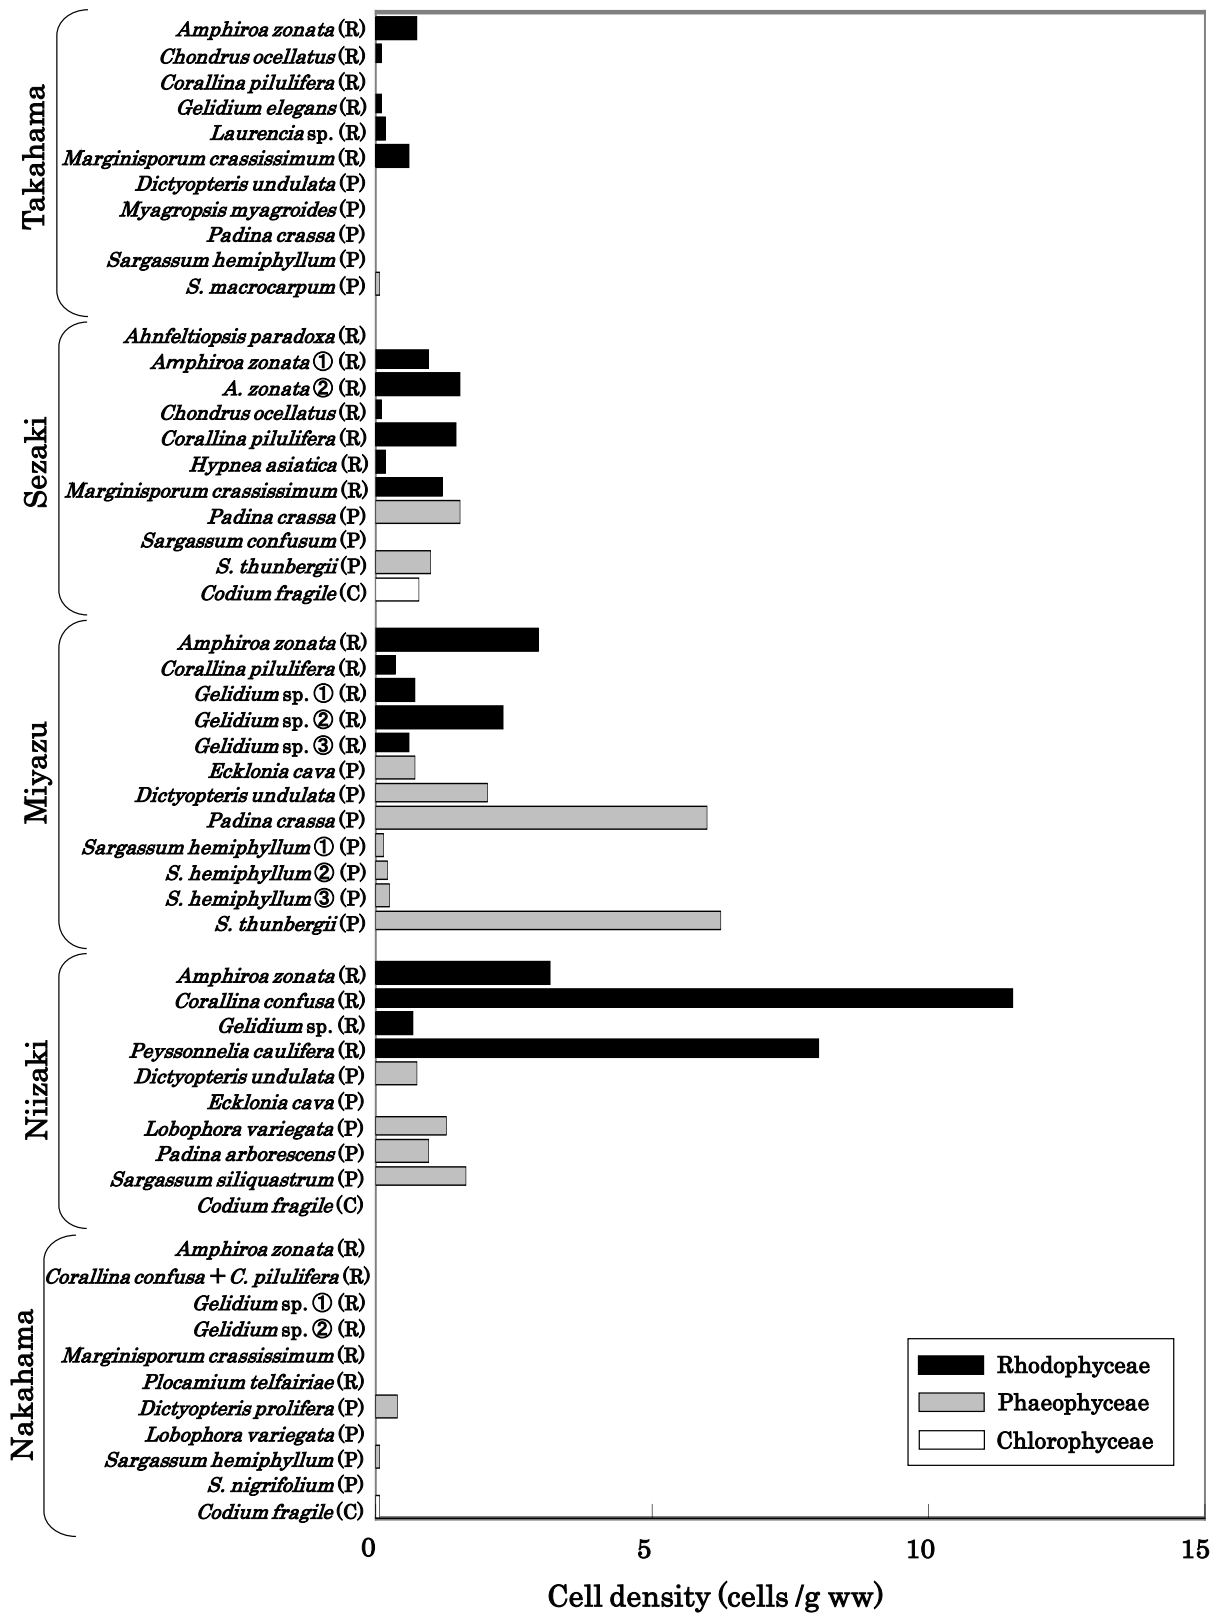 Takahama
Amphiroa zonata (R)
Chondrus ocellatus (R)
Corallina pilulifera (R)
Gelidium elegans (R)
Laurencia sp. (R)
Marginisporum crassissimum (R)
Dictyopteris undulata (P)
Myagropsis myagroides (P)
Padina crassa (P)
Sargassum hemiphyllum (P)
S. macrocarpum (P)
Sezaki
Ahnfeltiopsis paradoxa (R)
Amphiroa zonata ① (R)
A. zonata ② (R)
Chondrus ocellatus (R)
Corallina pilulifera (R)
Hypnea asiatica (R)
Marginisporum crassissimum (R)
Padina crassa (P)
Sargassum confusum (P)
S. thunbergii (P)
Codium fragile (C)
Miyazu
Amphiroa zonata (R)
Corallina pilulifera (R)
Gelidium sp. ① (R)
Gelidium sp. ② (R)
Gelidium sp. ③ (R)
Ecklonia cava (P)
Dictyopteris undulata (P)
Padina crassa (P)
Sargassum hemiphyllum ① (P)
S. hemiphyllum ② (P)
S. hemiphyllum ③ (P)
S. thunbergii (P)
Niizaki
Amphiroa zonata (R)
Corallina confusa (R)
Gelidium sp. (R)
Peyssonnelia caulifera (R)
Dictyopteris undulata (P)
Ecklonia cava (P)
Lobophora variegata (P)
Padina arborescens (P)
Sargassum siliquastrum (P)
Codium fragile (C)
Nakahama
Amphiroa zonata (R)
Corallina confusa + C. pilulifera (R)
Gelidium sp. ① (R)
Gelidium sp. ② (R)
Marginisporum crassissimum (R)
Plocamium telfairiae (R)
Dictyopteris prolifera (P)
Lobophora variegata (P)
Sargassum hemiphyllum (P)
S. nigrifolium (P)
Codium fragile (C)
Rhodophyceae
Phaeophyceae
Chlorophyceae
0 5 10 15
Cell density (cells /g ww)